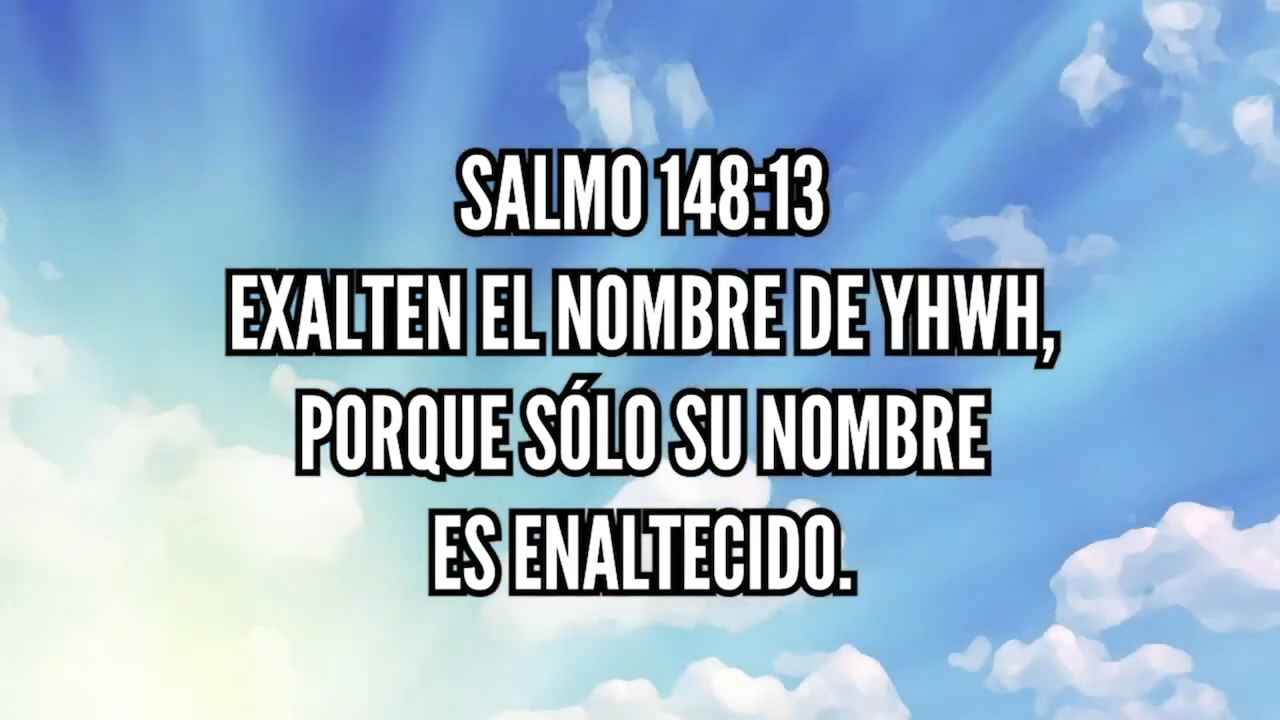 SALMO 148:13
EXALTEN EL NOMBRE DE YHWH,
PORQUE SÓLO SU NOMBRE
ES ENALTECIDO.